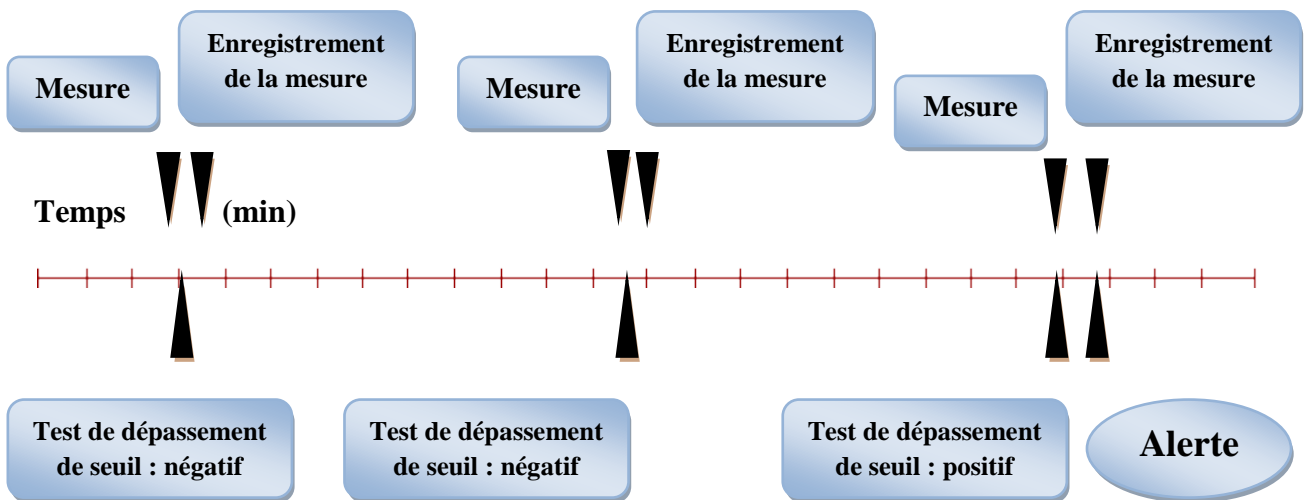 Mesure
Enregistrement
de la mesure
Mesure
Enregistrement
de la mesure
Mesure
Enregistrement
de la mesure
Temps (min)
Test de dépassement
de seuil : négatif
Test de dépassement
de seuil : négatif
Test de dépassement
de seuil : positif
Alerte